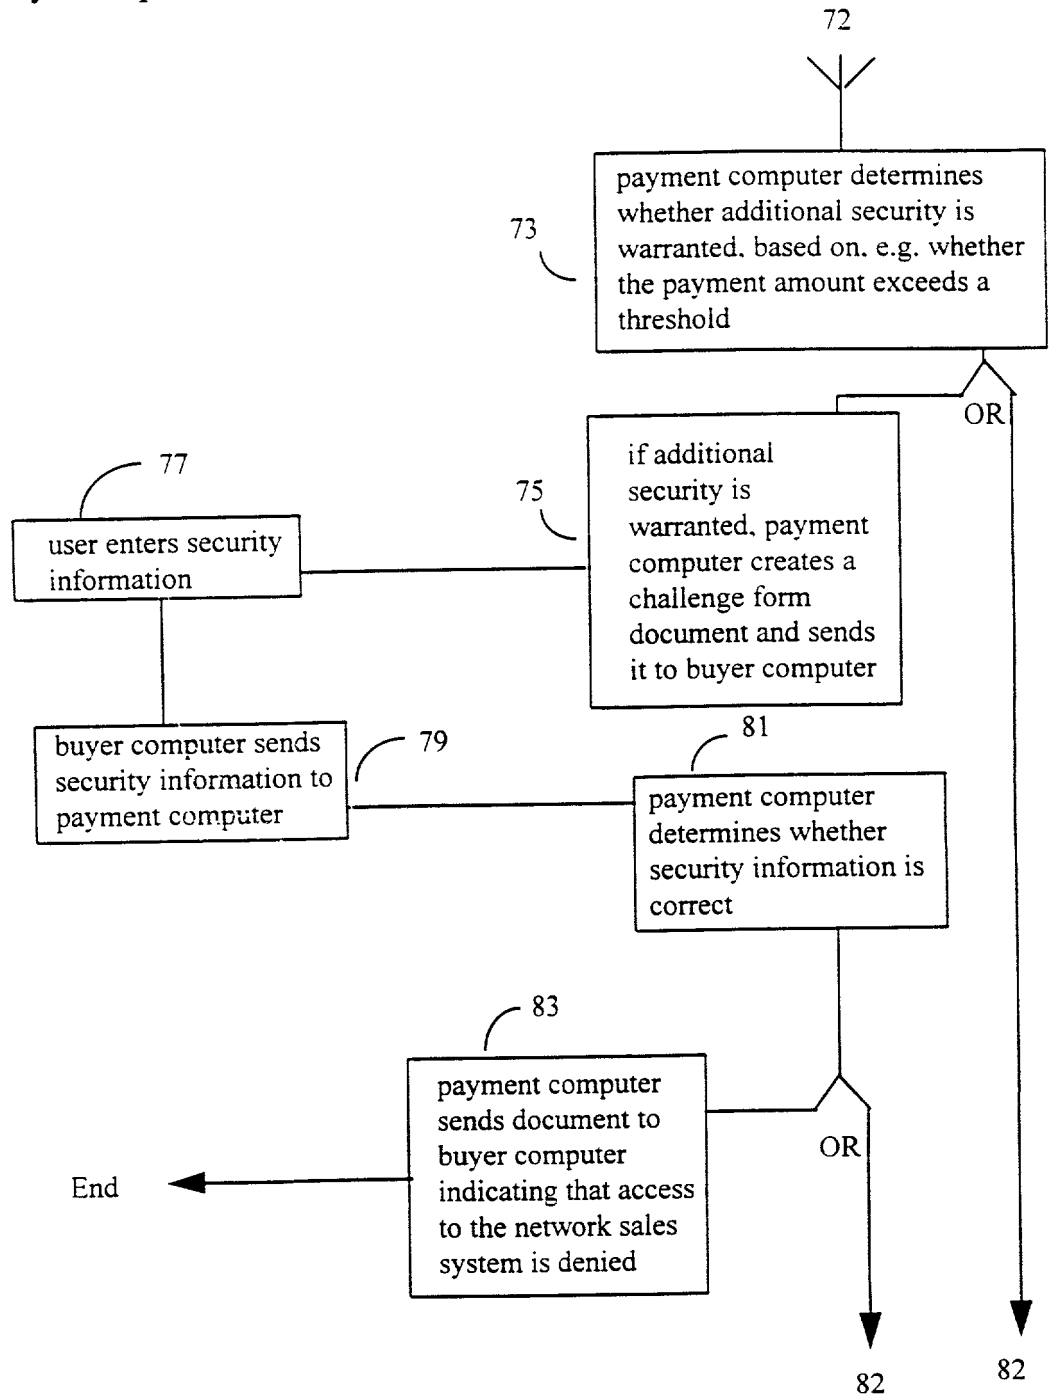 72
payment computer determines
whether additional security is
warranted, based on, e.g. whether
the payment amount exceeds a
threshold
73
OR
if additional
security is
warranted, payment
computer creates a
challenge form
document and sends
it to buyer computer
75
77
user enters security
information
buyer computer sends
security information to
payment computer
79
81
payment computer
determines whether
security information is
correct
83
payment computer
sends document to
buyer computer
indicating that access
to the network sales
system is denied
OR
End
82
82